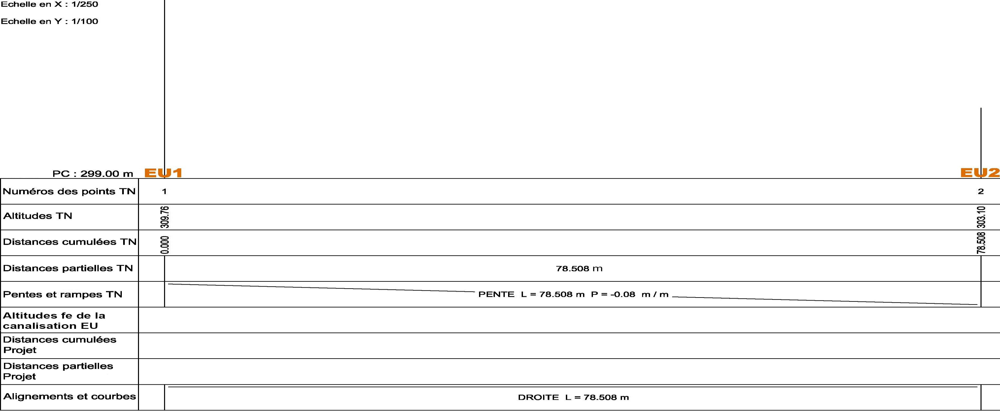 Echelle en X : 1/250
Echelle en Y : 1/100
PC : 299.00 m EU1 EU2
Numéros des points TN 1 2
Altitudes TN 309.76 303.10
Distances cumulées TN 0.000 78.508
Distances partielles TN 78.508 m
Pentes et rampes TN PENTE L = 78.508 m P = -0.08 m / m
Altitudes fe de la
canalisation EU
Distances cumulées
Projet
Distances partielles
Projet
Alignements et courbes DROITE L = 78.508 m